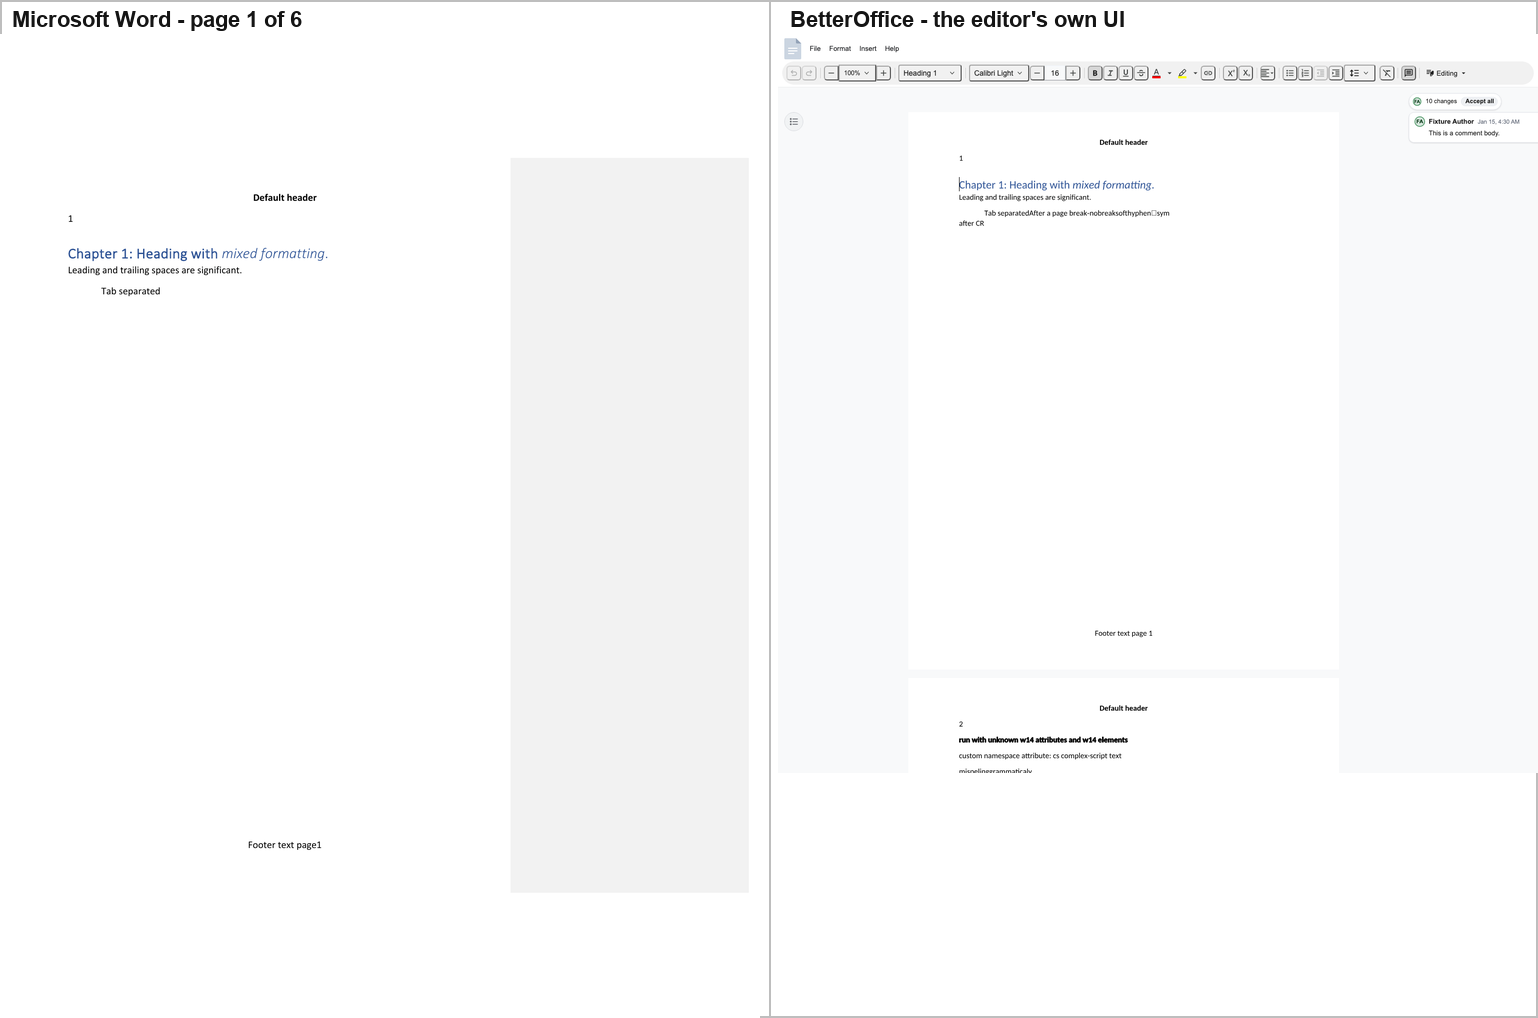 Microsoft Word - page 1 of 6
Default header
1
Chapter 1: Heading with mixed formatting.
Leading and trailing spaces are significant.
Tab separated
Footer text page1
BetterOffice - the editor's own UI
File Format Insert Help
100% Heading 1 Calibri Light 16 B I U S A X² X₂ Editing
FA 10 changes Accept all
FA Fixture Author Jan 15, 4:30 AM
This is a comment body.
Default header
1
Chapter 1: Heading with mixed formatting.
Leading and trailing spaces are significant.
Tab separatedAfter a page break-nobreaksofthyphen□sym
after CR
Footer text page 1
Default header
2
run with unknown w14 attributes and w14 elements
custom namespace attribute: cs complex-script text
mispelinggrammaticaly